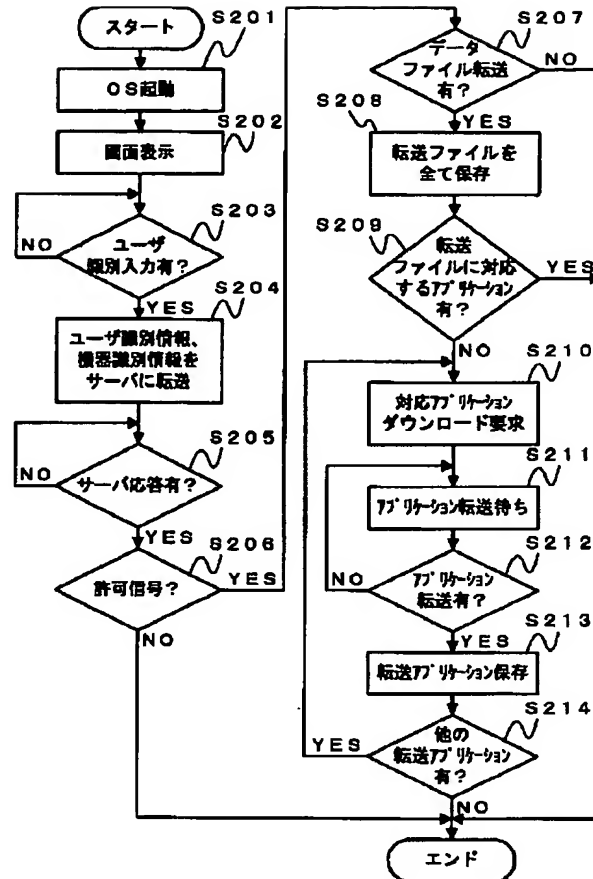 スタート
S201
OS起動
S202
画面表示
S203
ユーザ
識別入力有?
NO
YES
S204
ユーザ識別情報、
機器識別情報を
サーバに転送
S205
サーバ応答有?
NO
YES
S206
許可信号?
YES
NO
S207
データ
ファイル転送
有?
NO
YES
S208
転送ファイルを
全て保存
S209
転送
ファイルに対応
するアプリケーション
有?
YES
NO
S210
対応アプリケーション
ダウンロード要求
S211
アプリケーション転送待ち
S212
アプリケーション
転送有?
NO
YES
S213
転送アプリケーション保存
S214
他の
転送アプリケーション
有?
YES
NO
エンド